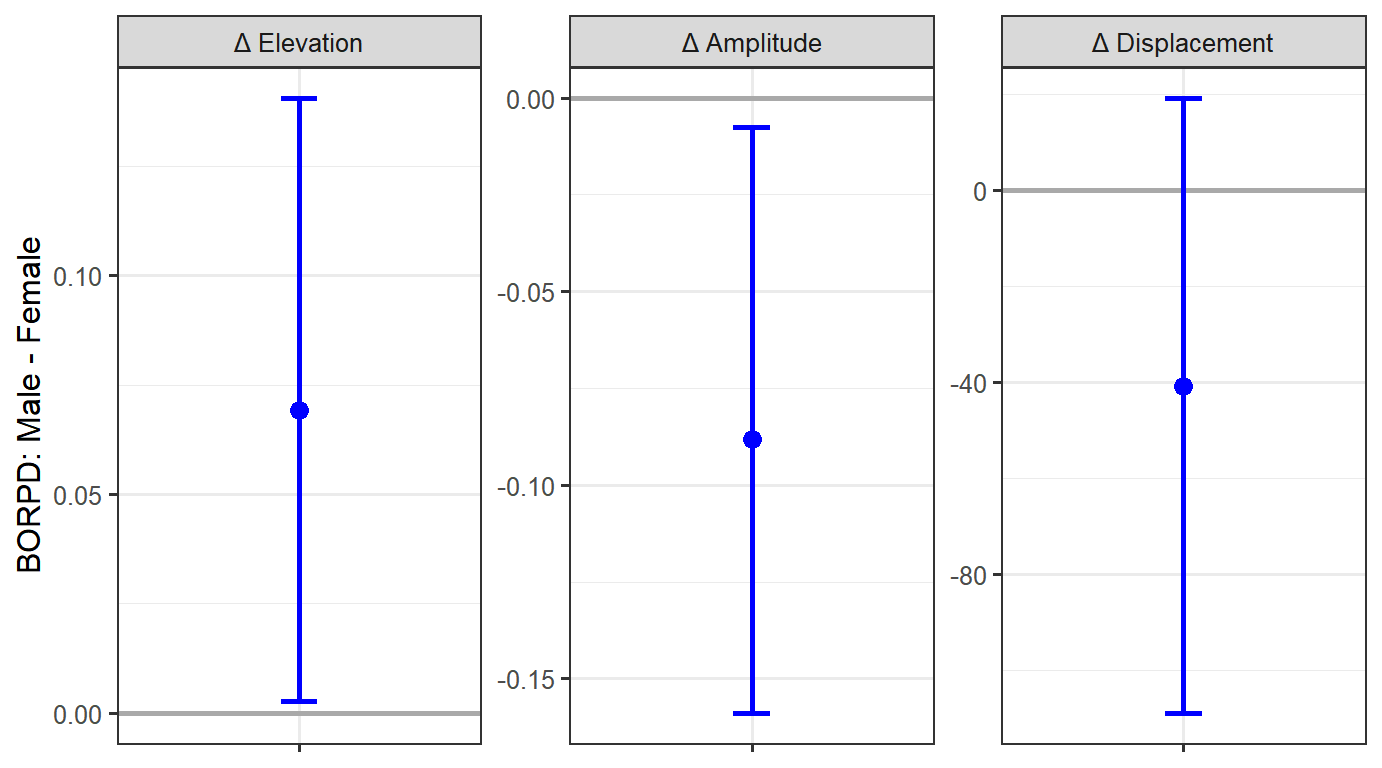 Δ Elevation
Δ Amplitude
Δ Displacement
BORPD: Male - Female
0.10
0.05
0.00
0.00
-0.05
-0.10
-0.15
0
-40
-80